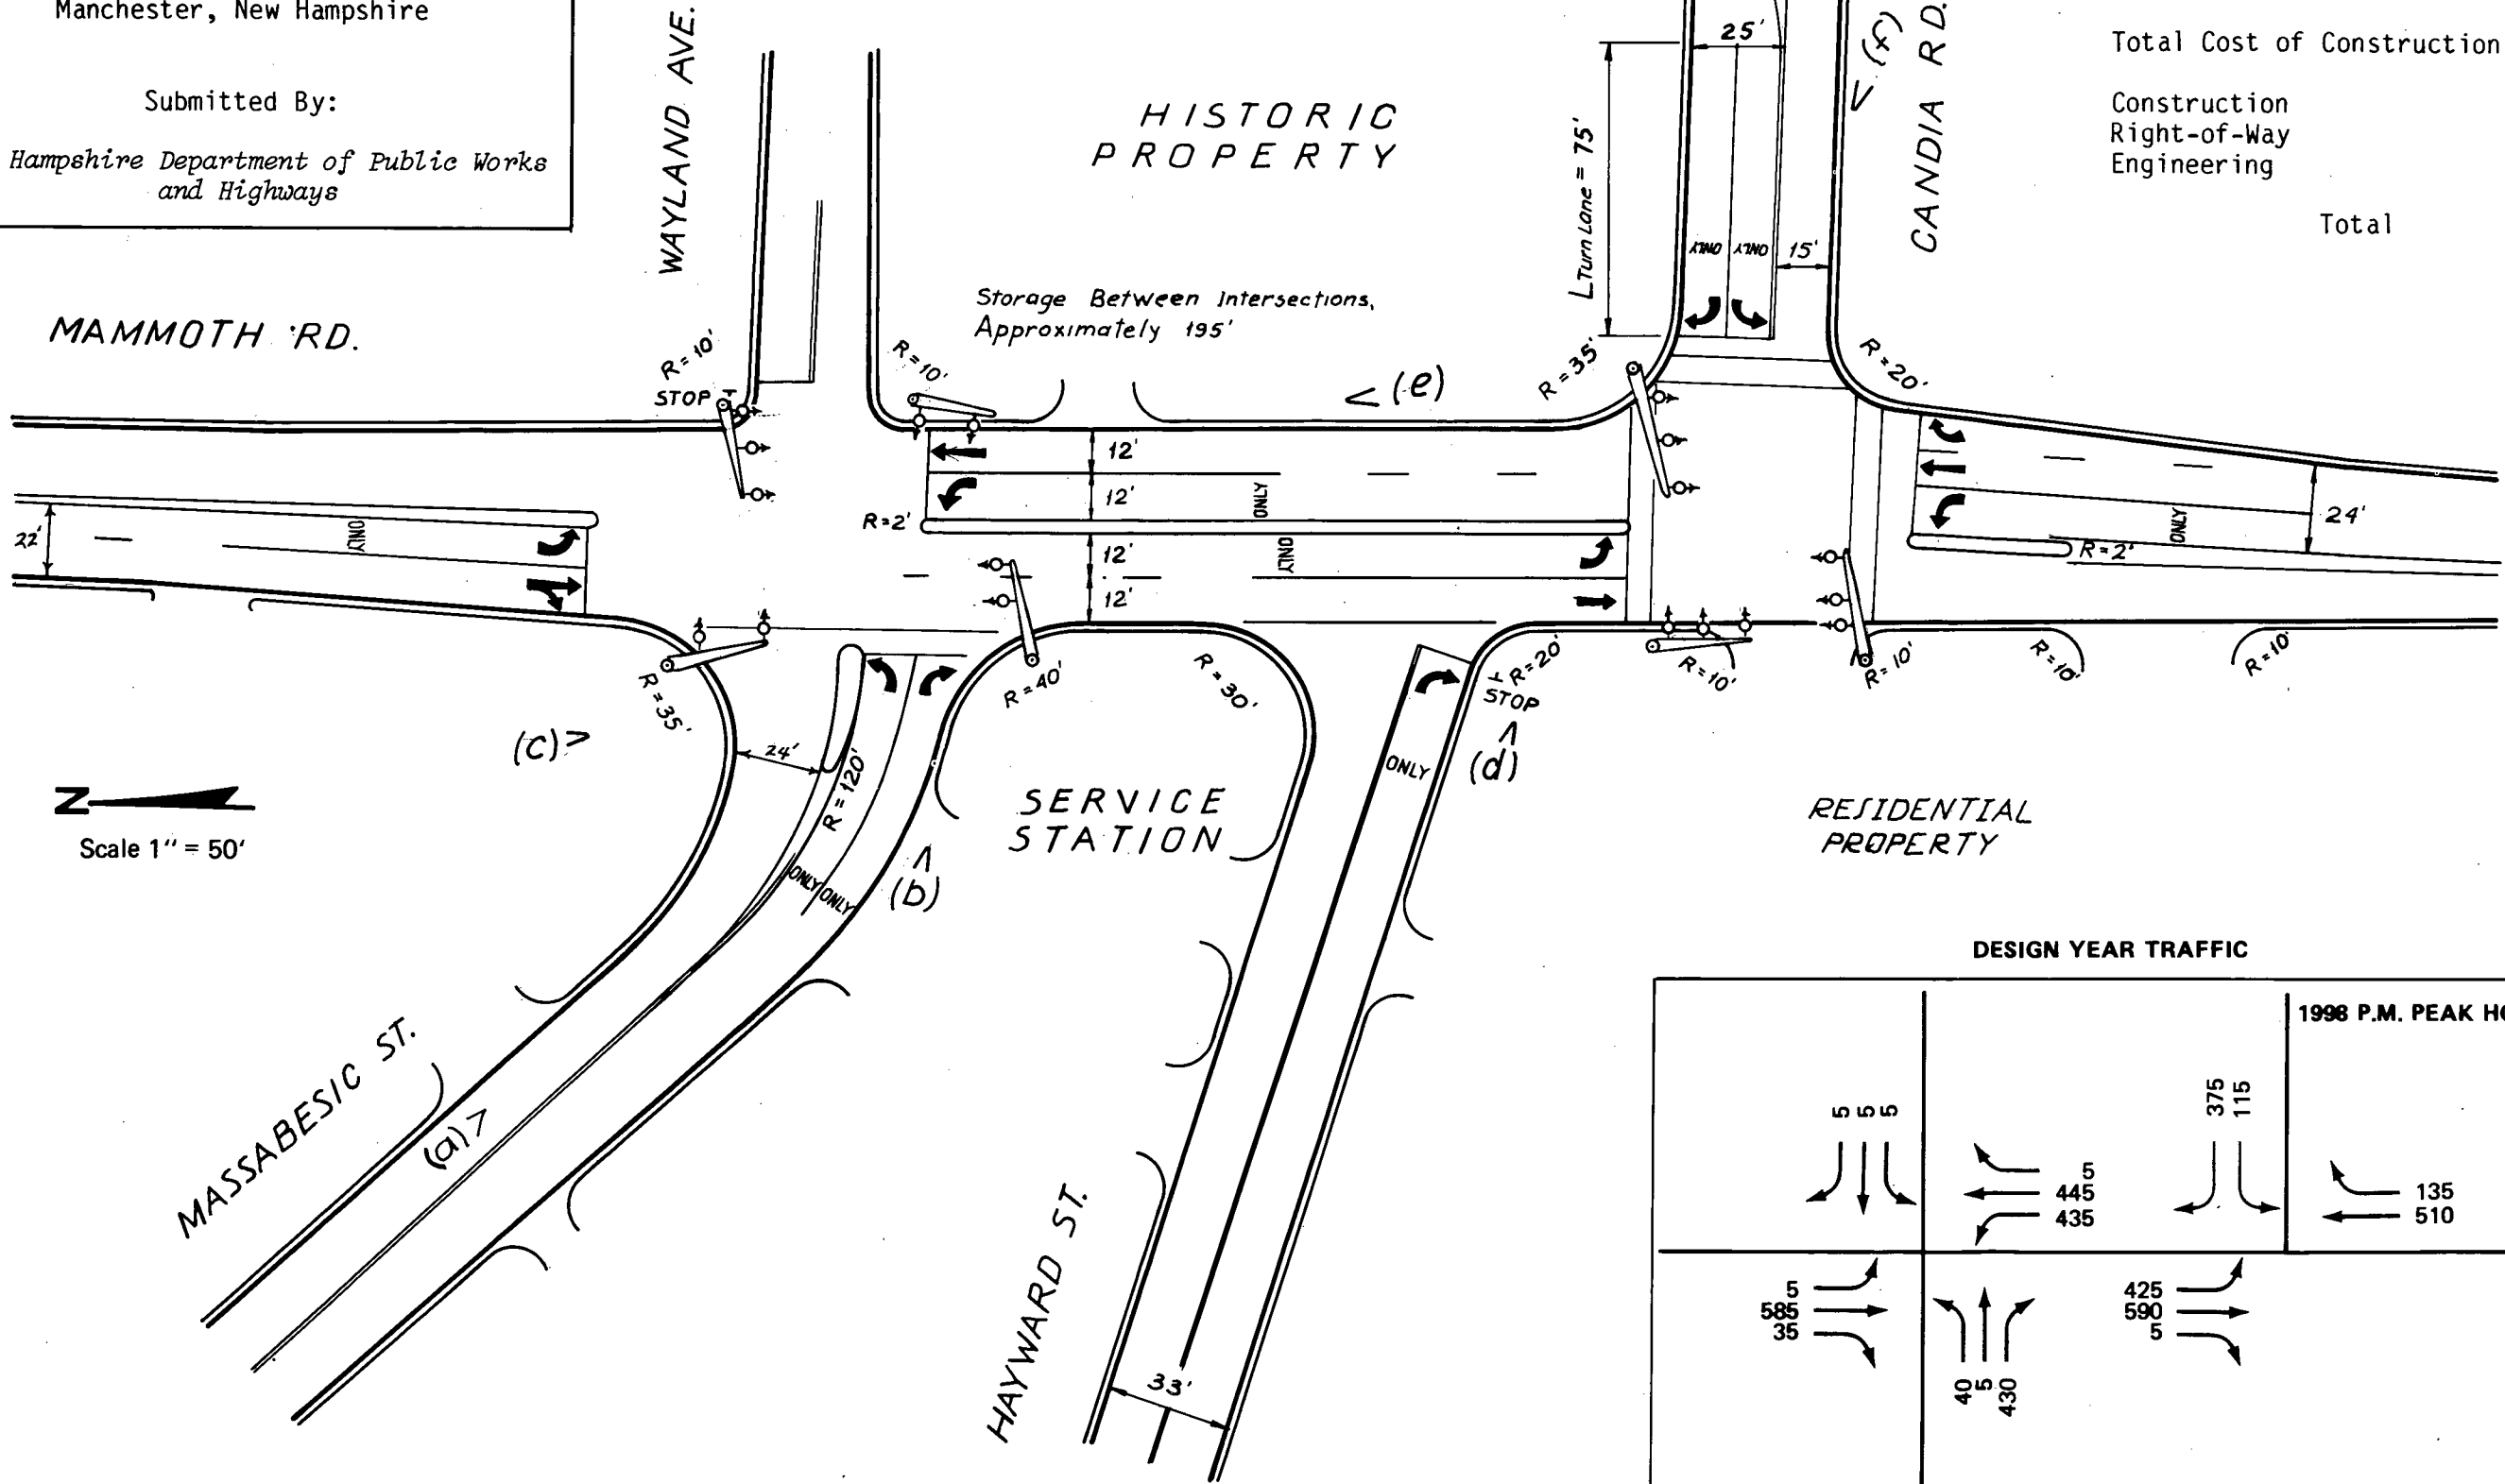 Manchester, New Hampshire
Submitted By:
Hampshire Department of Public Works
and Highways
WAYLAND AVE.
HISTORIC
PROPERTY
25'
L Turn Lane = 75'
ONLY ONLY
15'
(f)
CANDIA RD.
Total Cost of Construction
Construction
Right-of-Way
Engineering
Total
MAMMOTH RD.
Storage Between Intersections,
Approximately 195'
R=10'
STOP
R=10'
< (e)
R=35'
R=20'
22'
ONLY
R=2'
12'
12'
ONLY
12'
12'
ONLY
ONLY
24'
R=2'
R=35'
R=40'
R=30'
R=20'
STOP
R=10'
R=10'
R=10'
R=10'
(c) >
24'
R=120'
ONLY ONLY
(b)
SERVICE
STATION
ONLY
(d)
RESIDENTIAL
PROPERTY
N
Scale 1" = 50'
MASSABESIC ST.
(a) >
HAYWARD ST.
33'
DESIGN YEAR TRAFFIC
1998 P.M. PEAK
5 5 5
5
445
435
375
115
135
510
5
585
35
40
5
430
425
590
5